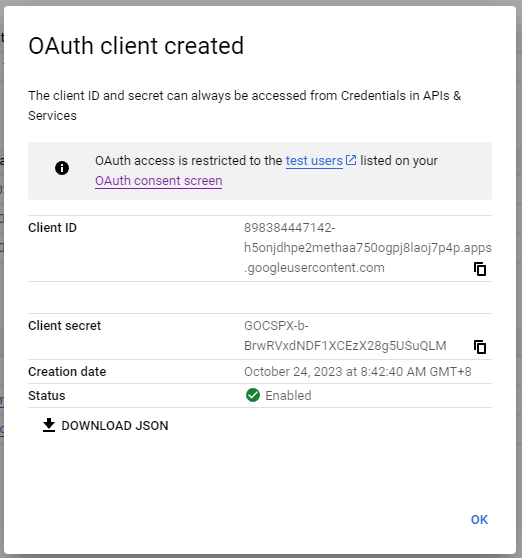 OAuth client created
The client ID and secret can always be accessed from Credentials in APIs &
Services
OAuth access is restricted to the test users listed on your
OAuth consent screen
Client ID
898384447142-
h5onjdhpe2methaa750ogpj8laoj7p4p.apps
.googleusercontent.com
Client secret
GOCSPX-b-
BrwRVxdNDF1XCEzX28g5USuQLM
Creation date
October 24, 2023 at 8:42:40 AM GMT+8
Status
Enabled
DOWNLOAD JSON
OK